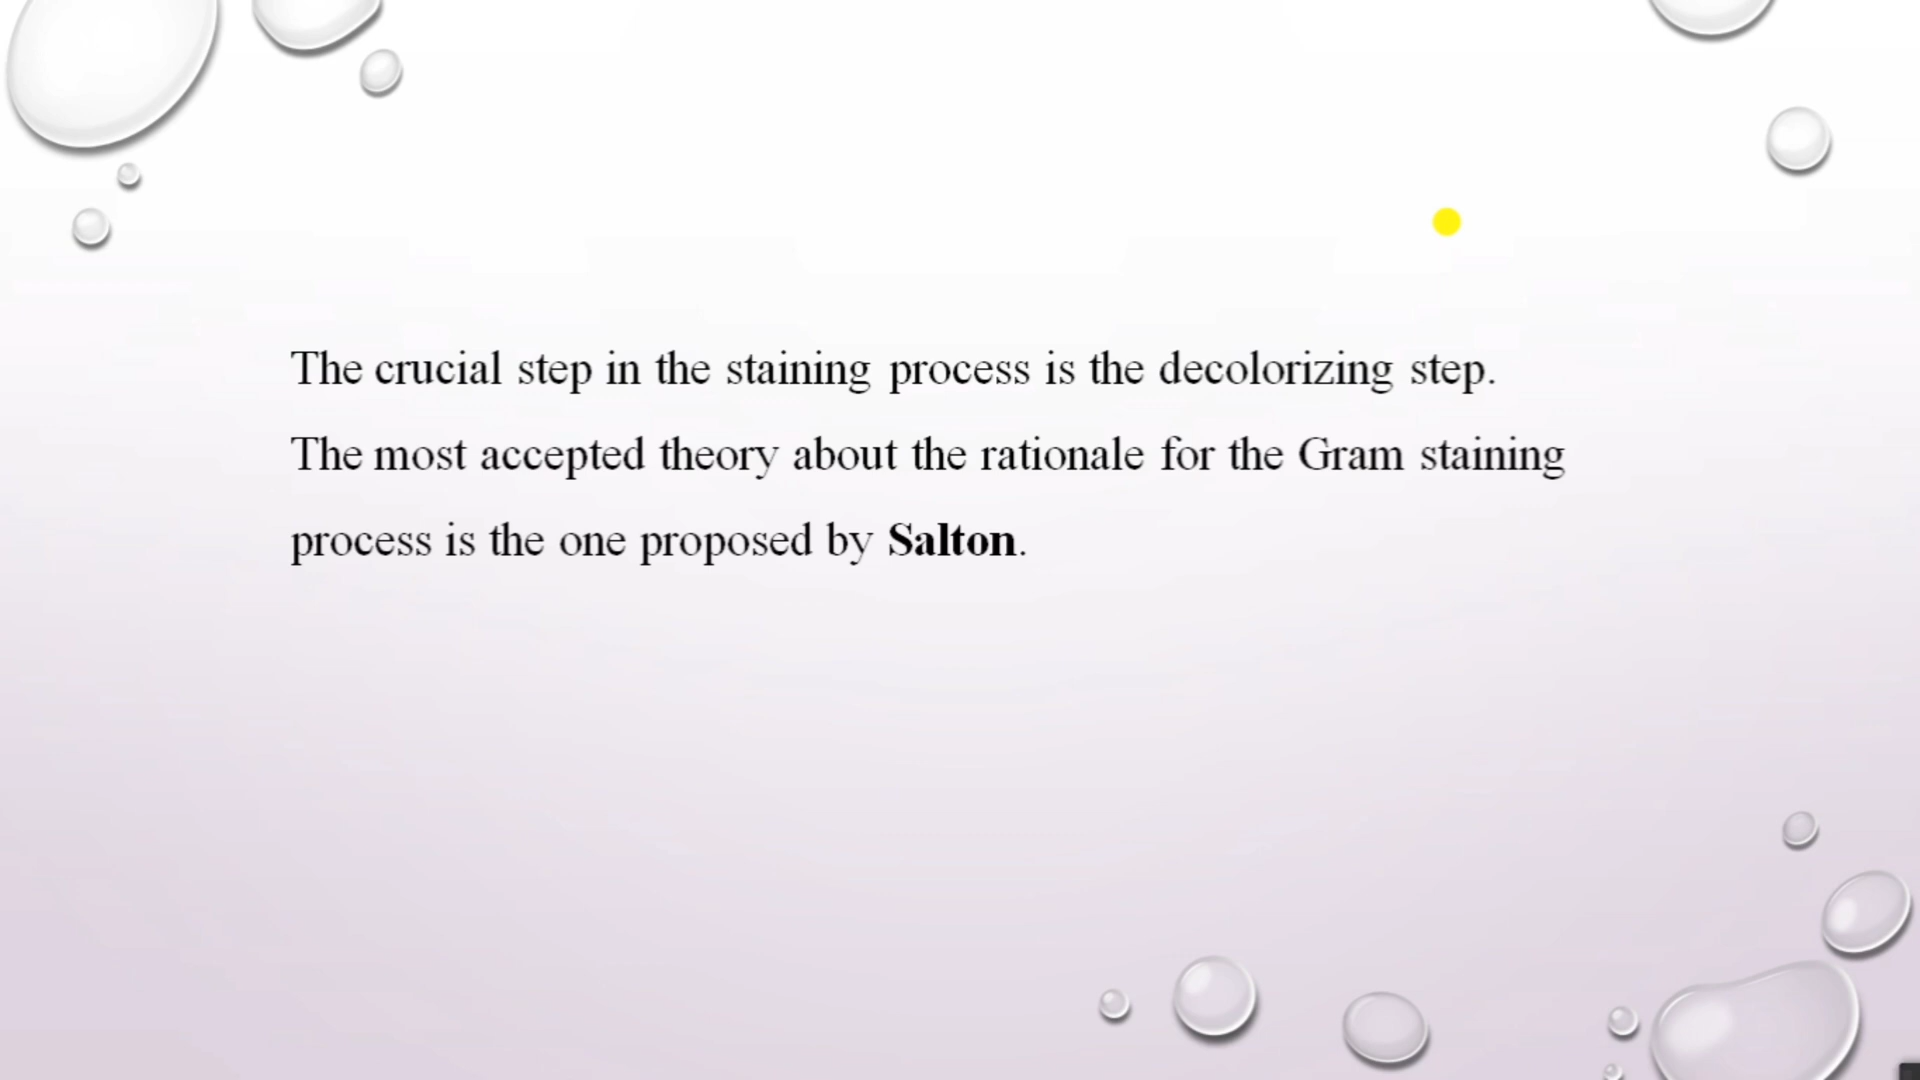 The crucial step in the staining process is the decolorizing step.
The most accepted theory about the rationale for the Gram staining
process is the one proposed by Salton.